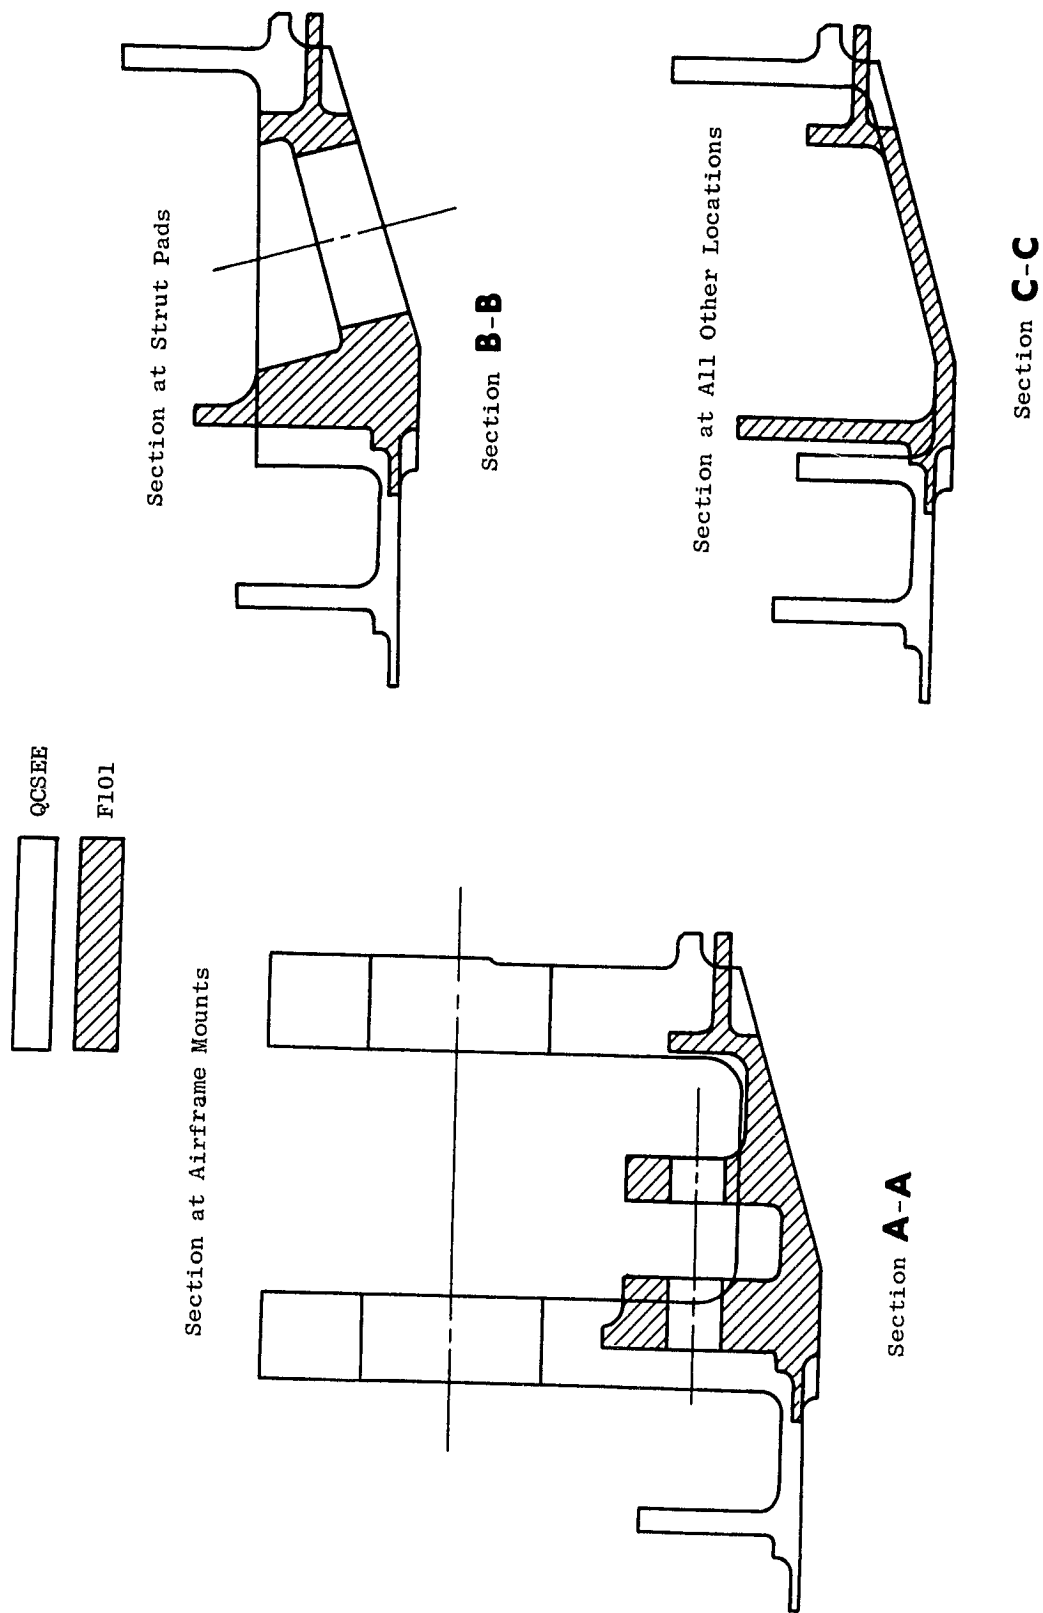 QCSEE
F101
Section at Airframe Mounts
Section A-A
Section at Strut Pads
Section B-B
Section at All Other Locations
Section C-C